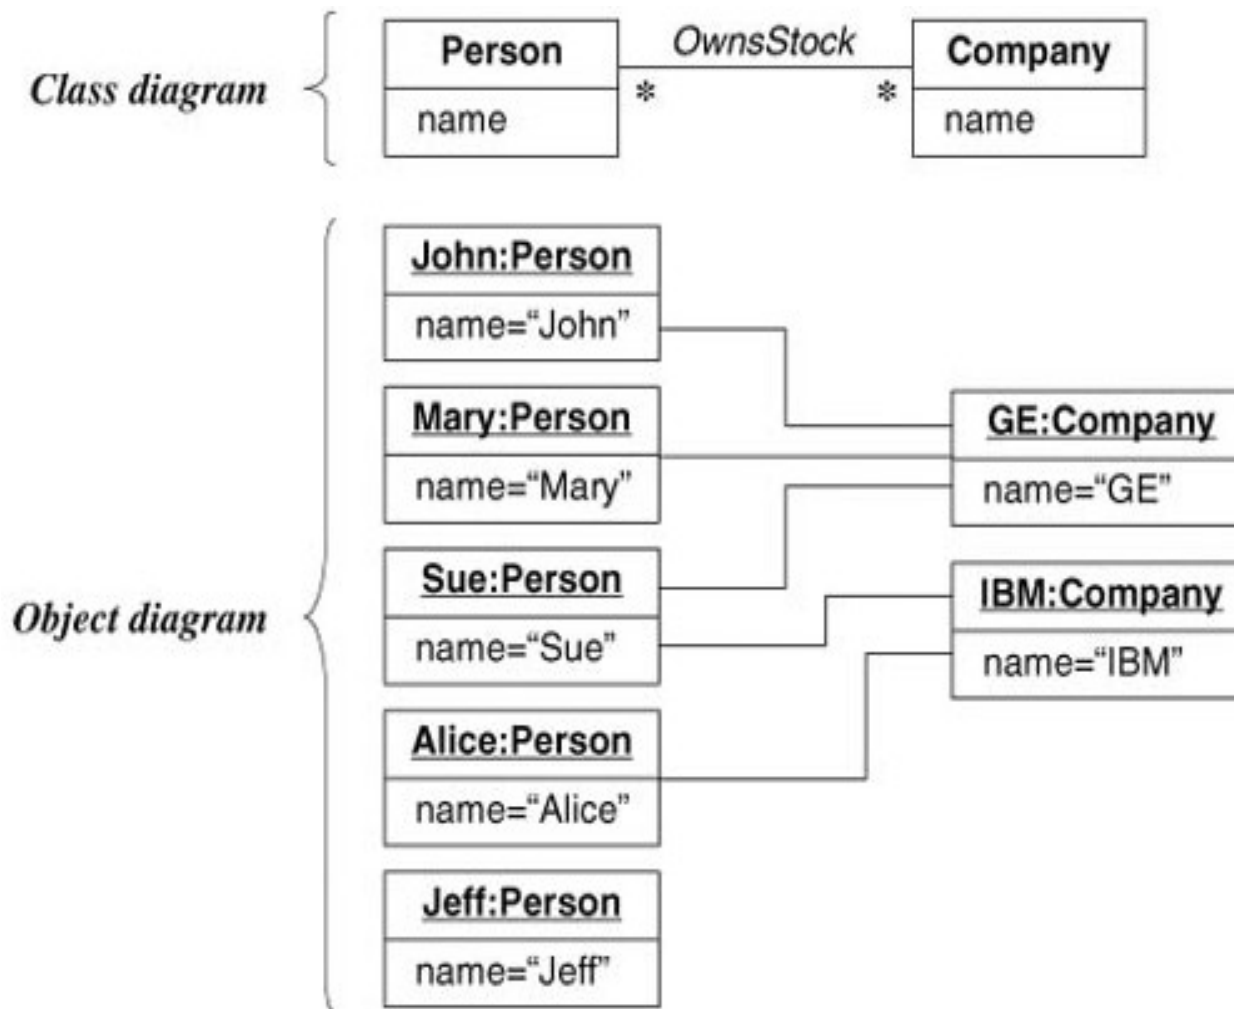 Class diagram
Person
name
OwnsStock
*
*
Company
name
Object diagram
John:Person
name=“John”
Mary:Person
name=“Mary”
Sue:Person
name=“Sue”
Alice:Person
name=“Alice”
Jeff:Person
name=“Jeff”
GE:Company
name=“GE”
IBM:Company
name=“IBM”